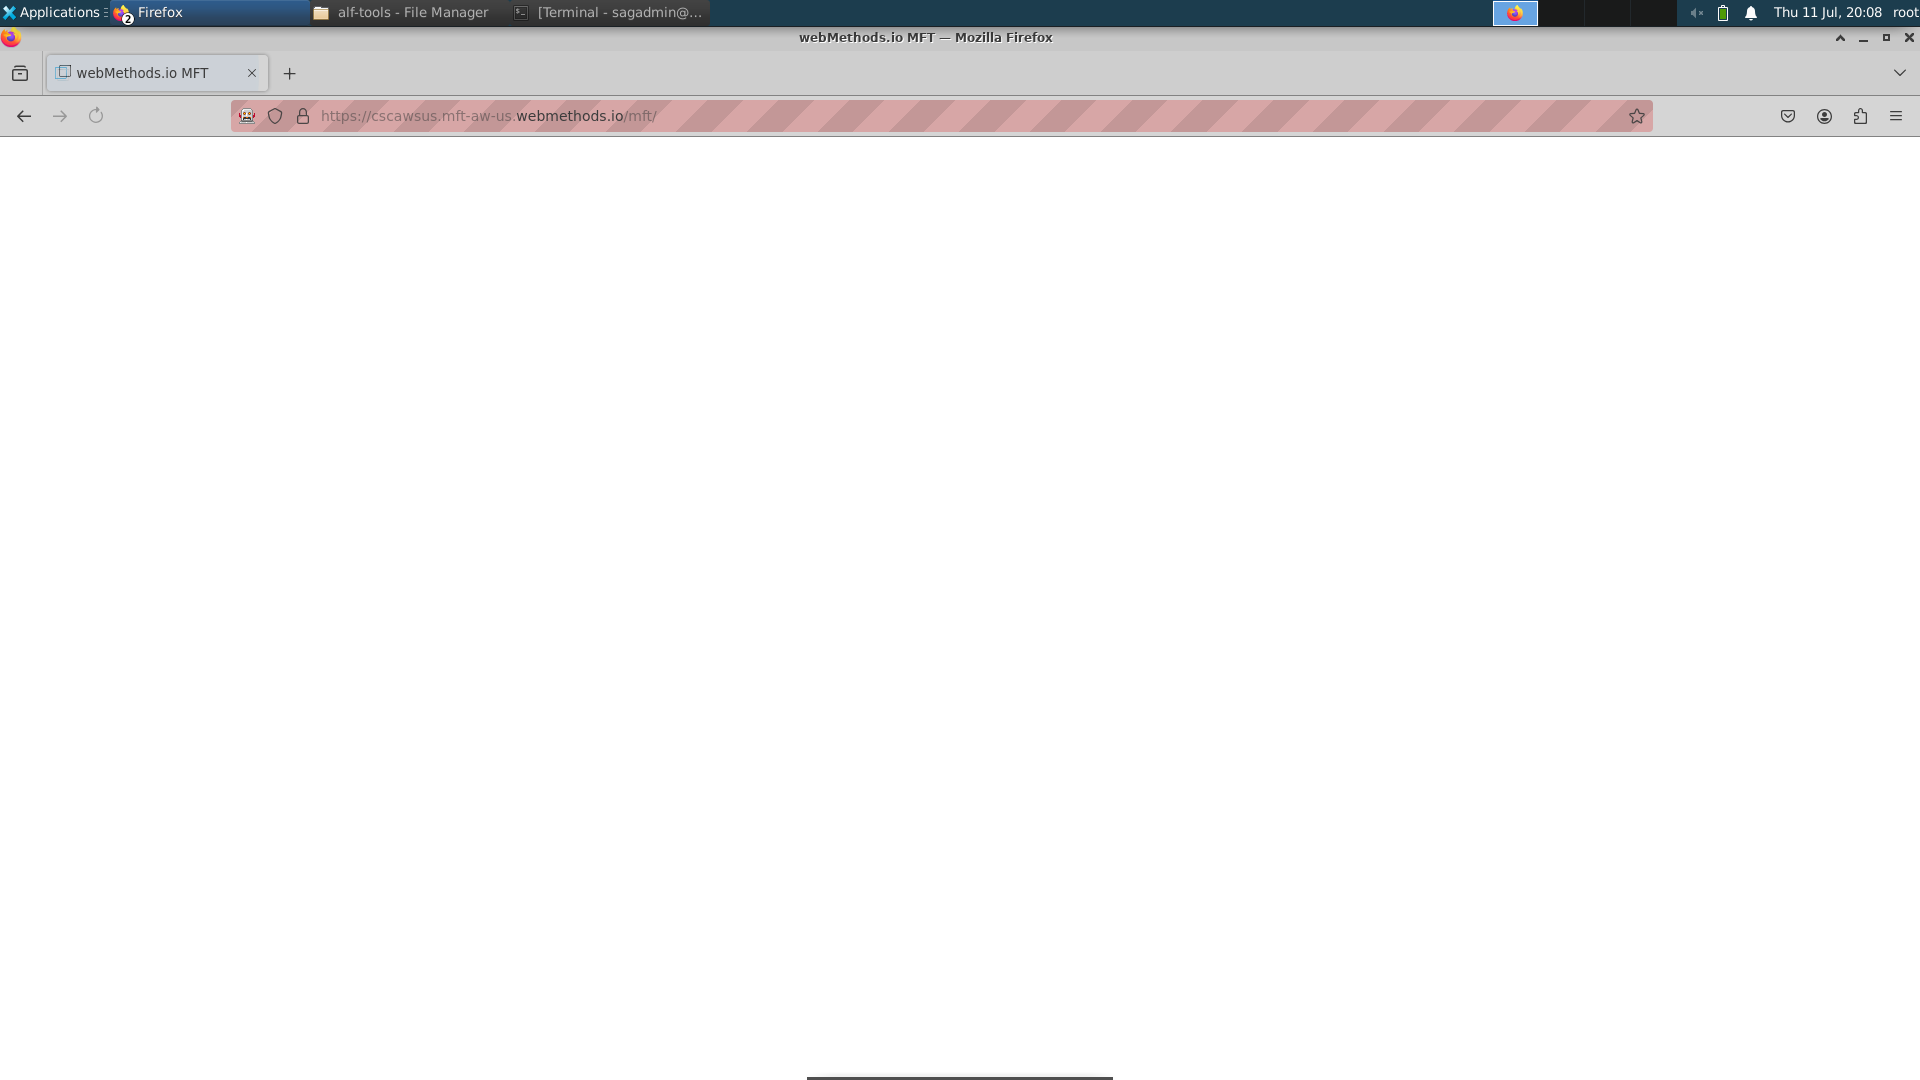 Applications Firefox alf-tools - File Manager [Terminal - sagadmin@... Thu 11 Jul, 20:08 root
2
webMethods.io MFT — Mozilla Firefox
webMethods.io MFT
https://cscawsus.mft-aw-us.webmethods.io/mft/